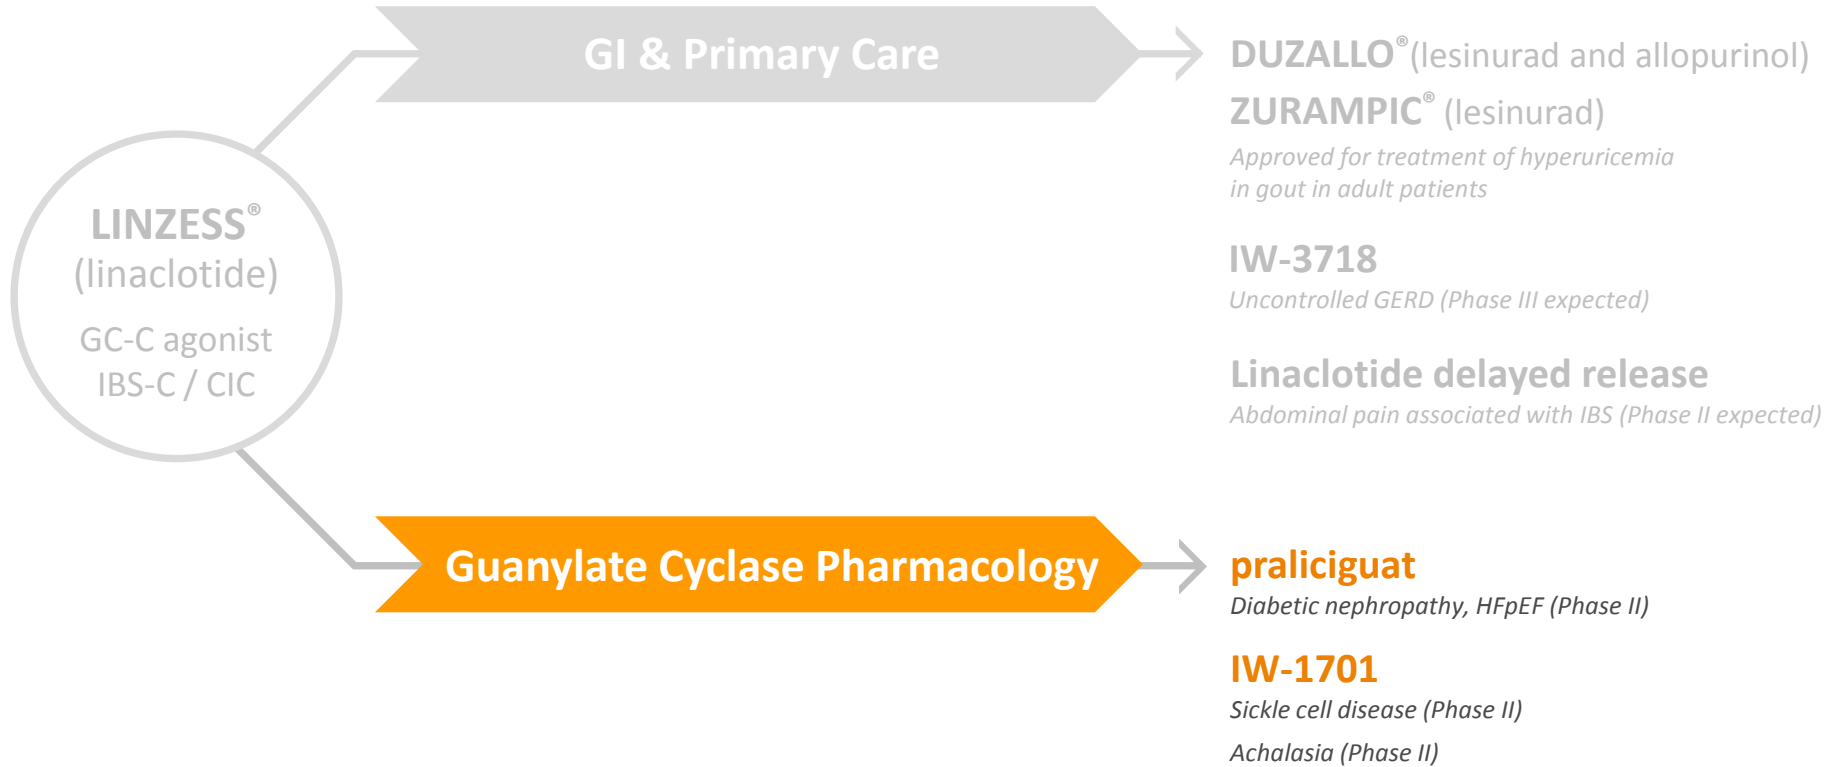 LINZESS®
(linaclotide)
GC-C agonist
IBS-C / CIC
GI & Primary Care
DUZALLO® (lesinurad and allopurinol)
ZURAMPIC® (lesinurad)
Approved for treatment of hyperuricemia
in gout in adult patients
IW-3718
Uncontrolled GERD (Phase III expected)
Linaclotide delayed release
Abdominal pain associated with IBS (Phase II expected)
Guanylate Cyclase Pharmacology
praliciguat
Diabetic nephropathy, HFpEF (Phase II)
IW-1701
Sickle cell disease (Phase II)
Achalasia (Phase II)